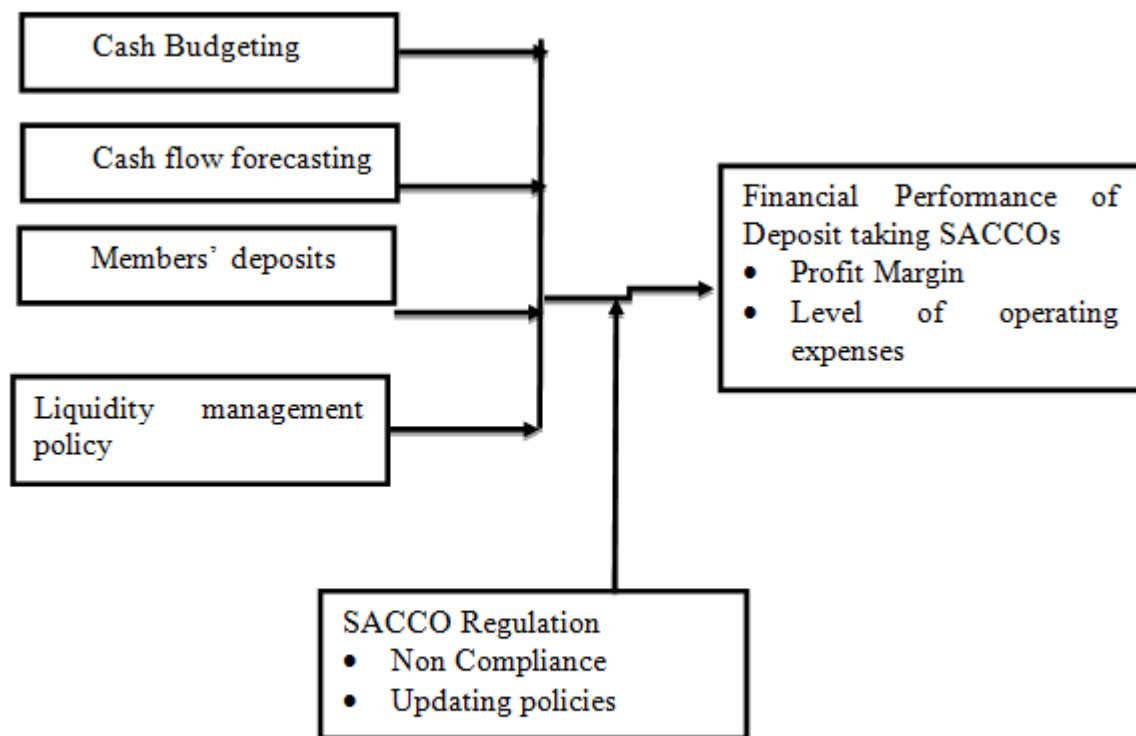 Cash Budgeting
Cash flow forecasting
Members’ deposits
Liquidity management
policy
Financial Performance of
Deposit taking SACCOs
• Profit Margin
• Level of operating
expenses
SACCO Regulation
• Non Compliance
• Updating policies